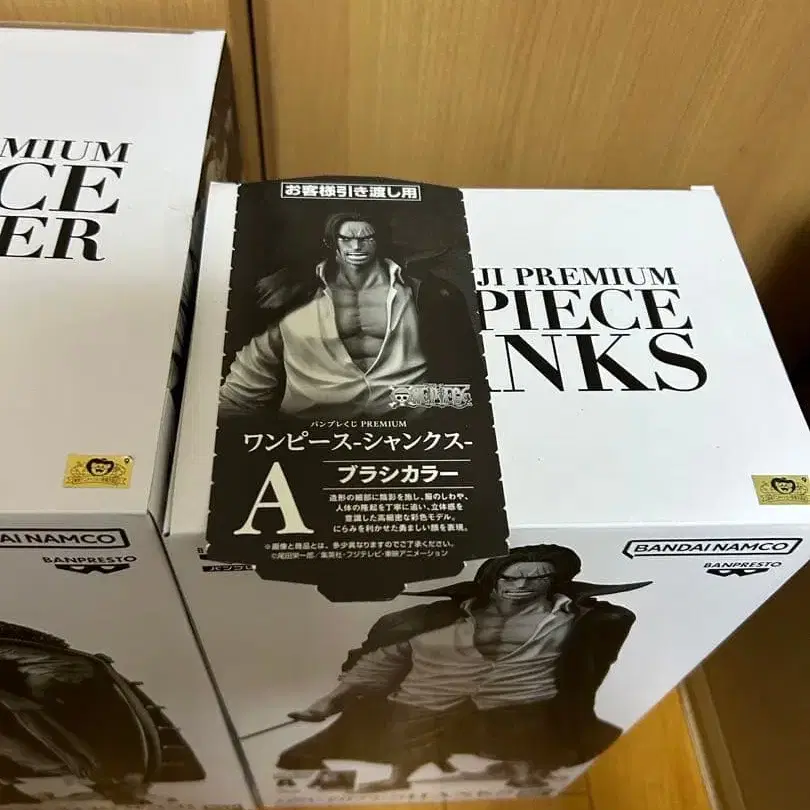 MIUM
CE
ER
BANDAI NAMCO
BANPRESTO
お客様引き渡し用
ONE PIECE
バンプレくじ PREMIUM
ワンピース-シャンクス-
A
ブラシカラー
造形の細部に陰影を施し、服のしわや、
人体の隆起を丁寧に追い、立体感を
意識した高細密な彩色モデル。
にらみを利かせた勇ましい顔を表現。
※画像と商品とは、多少異なりますのでご了承ください。
©尾田栄一郎/集英社・フジテレビ・東映アニメーション
JI PREMIUM
PIECE
NKS
BANDAI NAMCO
BANPRESTO
バンプレ